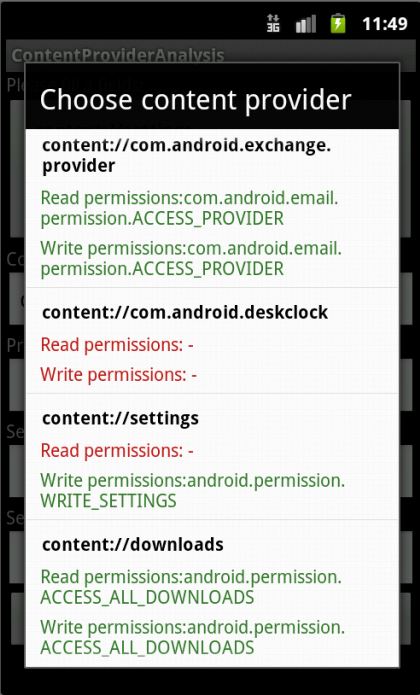 3G 11:49
ContentProviderAnalysis
Choose content provider
content://com.android.exchange.
provider
Read permissions:com.android.email.
permission.ACCESS_PROVIDER
Write permissions:com.android.email.
permission.ACCESS_PROVIDER
content://com.android.deskclock
Read permissions: -
Write permissions: -
content://settings
Read permissions: -
Write permissions:android.permission.
WRITE_SETTINGS
content://downloads
Read permissions:android.permission.
ACCESS_ALL_DOWNLOADS
Write permissions:android.permission.
ACCESS_ALL_DOWNLOADS